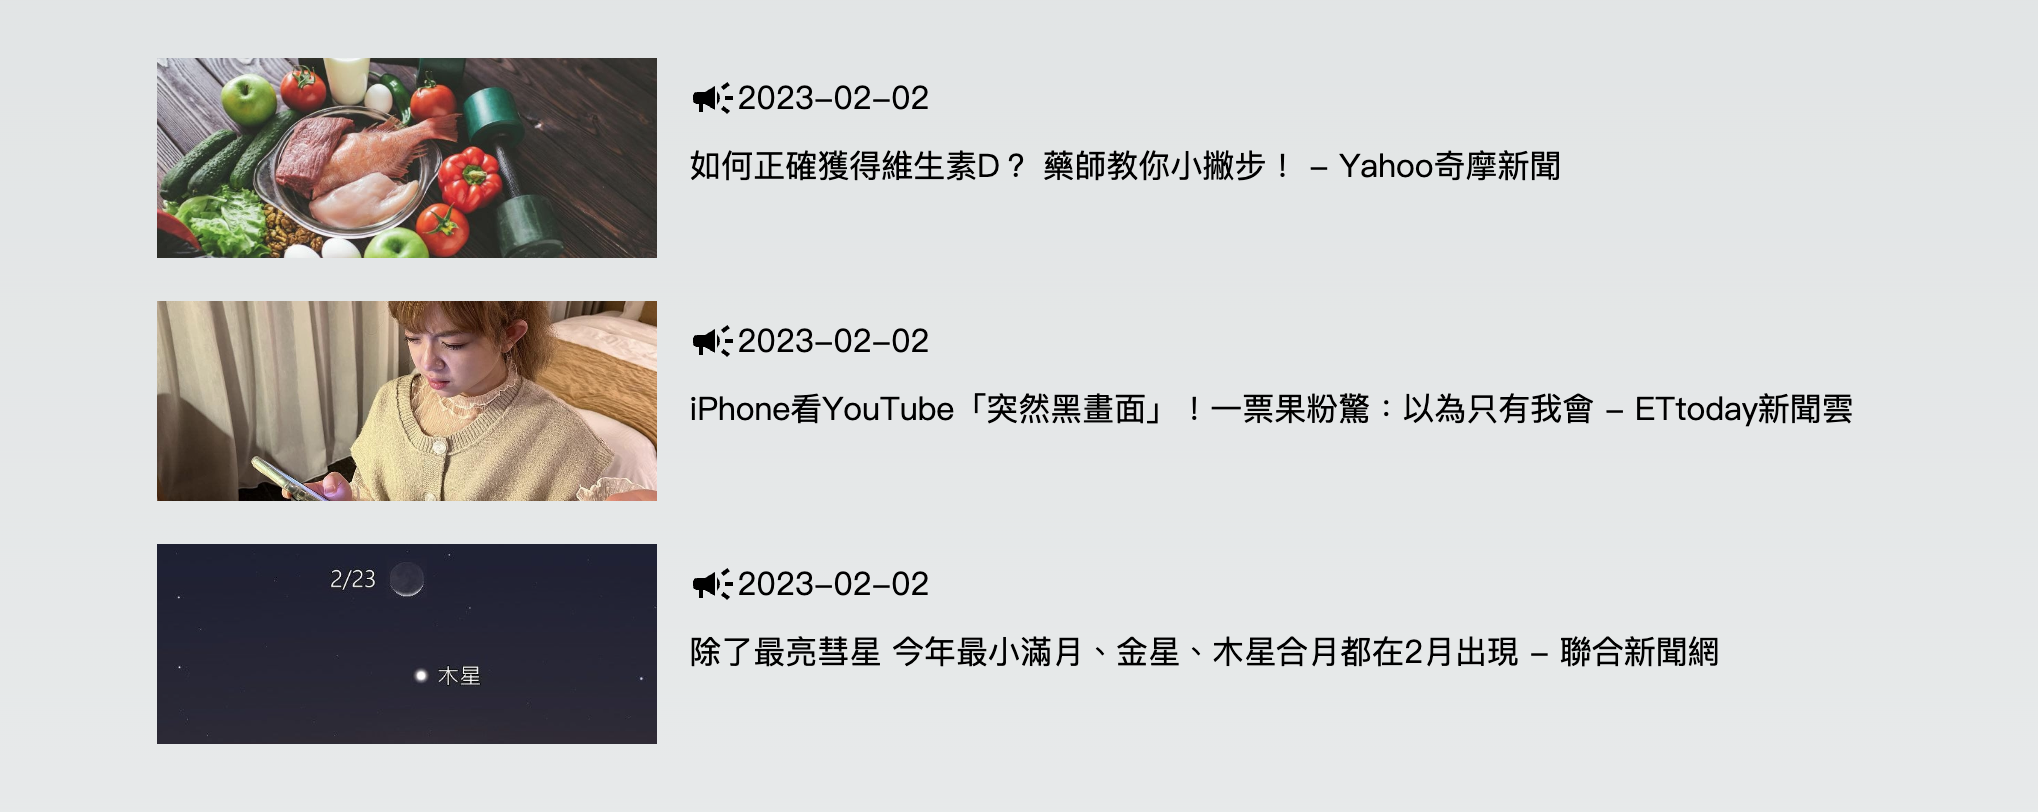 2023-02-02
如何正確獲得維生素D？ 藥師教你小撇步！ - Yahoo奇摩新聞
2023-02-02
iPhone看YouTube「突然黑畫面」！一票果粉驚：以為只有我會 - ETtoday新聞雲
2/23
木星
2023-02-02
除了最亮彗星 今年最小滿月、金星、木星合月都在2月出現 - 聯合新聞網